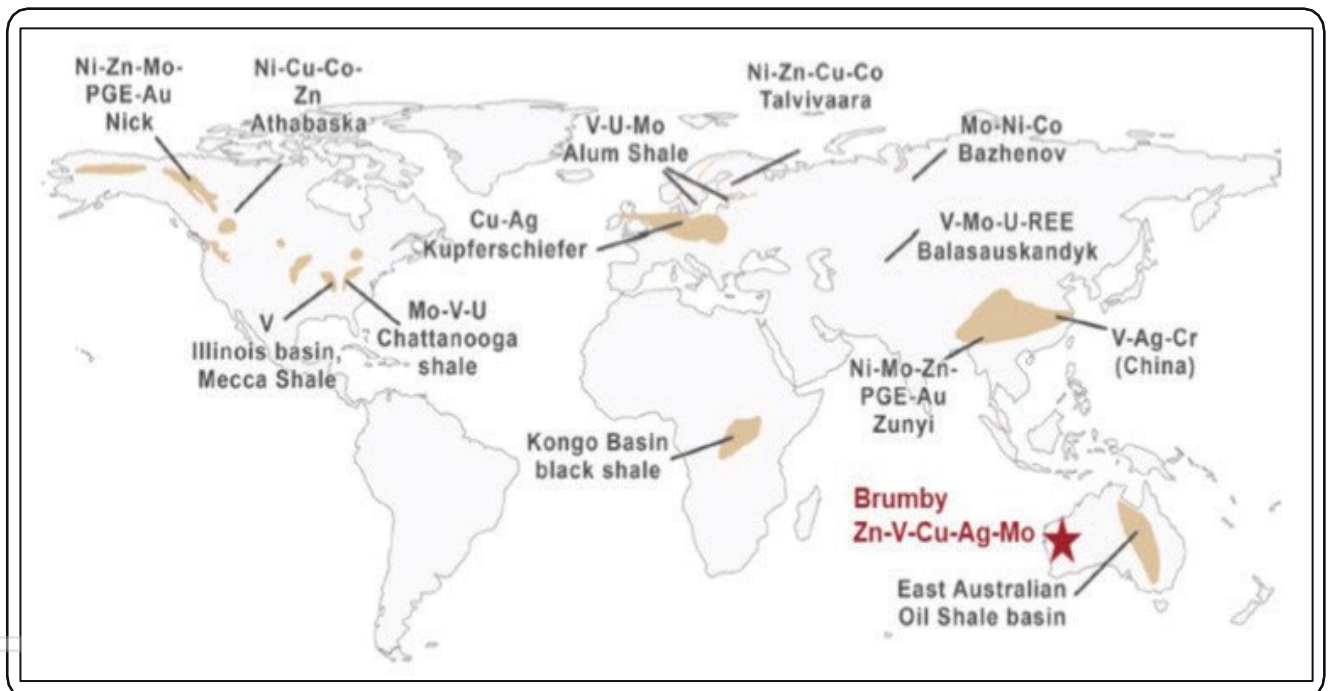 Ni-Zn-Mo-
PGE-Au
Nick
Ni-Cu-Co-
Zn
Athabaska
V-U-Mo
Alum Shale
Ni-Zn-Cu-Co
Talvivaara
Mo-Ni-Co
Bazhenov
Cu-Ag
Kupferschiefer
V-Mo-U-REE
Balasauskandyk
V
Illinois basin,
Mecca Shale
Mo-V-U
Chattanooga
shale
V-Ag-Cr
(China)
Ni-Mo-Zn-
PGE-Au
Zunyi
Kongo Basin
black shale
Brumby
Zn-V-Cu-Ag-Mo
East Australian
Oil Shale basin